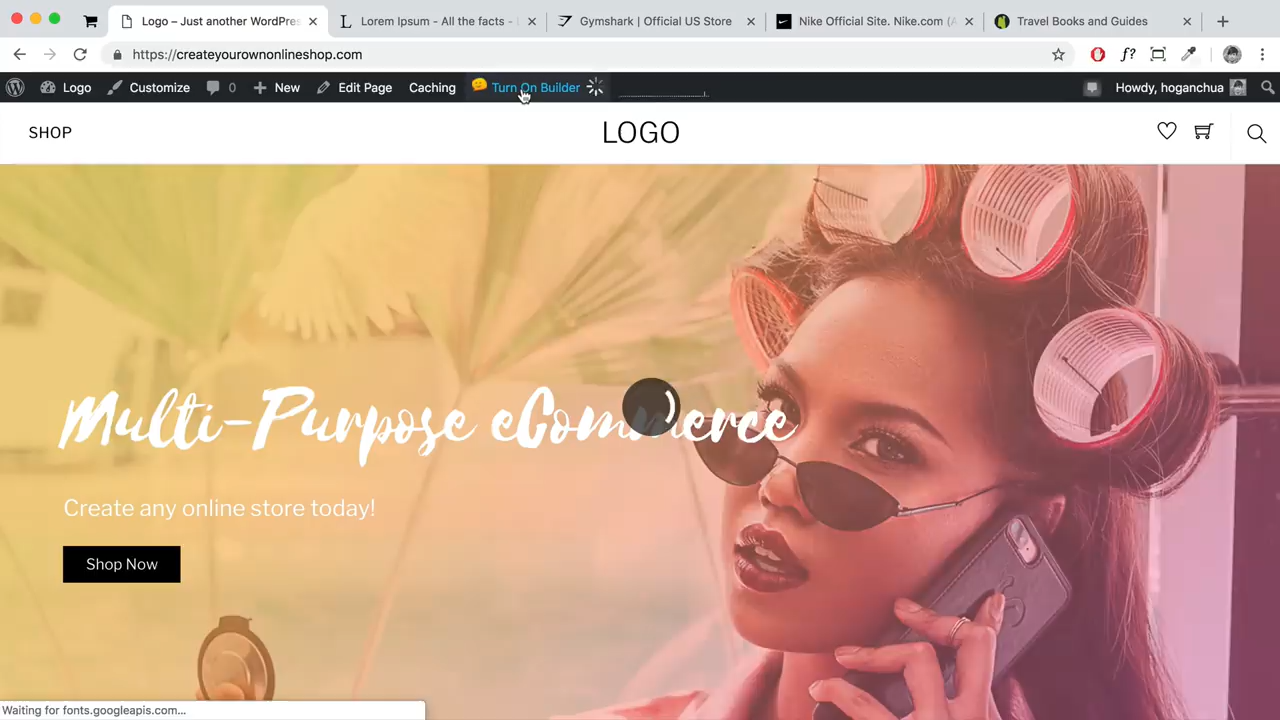 Logo – Just another WordPres
Lorem Ipsum - All the facts -
Gymshark | Official US Store
Nike Official Site. Nike.com (A
Travel Books and Guides
https://createyourownonlineshop.com
f?
Logo
Customize
0
New
Edit Page
Caching
Turn On Builder
Howdy, hoganchua
SHOP
LOGO
Multi-Purpose eCommerce
Create any online store today!
Shop Now
Waiting for fonts.googleapis.com...